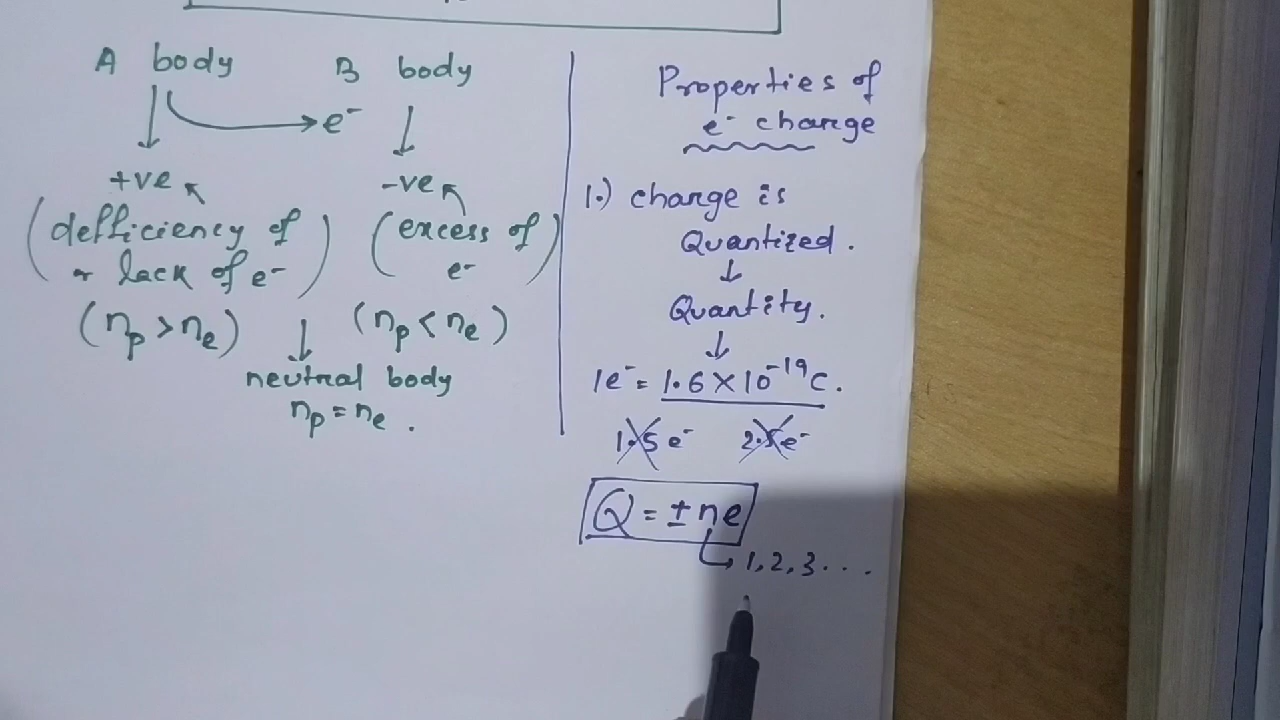 A body
B body
e⁻
+ve
-ve
(defficiency of
or lack of e⁻)
(excess of
e⁻)
(np > ne)
(np < ne)
neutral body
np = ne .
Properties of
e⁻ charge
1.) charge is
Quantized .
Quantity.
1e⁻ = 1.6 × 10⁻¹⁹ C .
1.5 e⁻ 2.5 e⁻
Q = ± ne
1, 2, 3 . . .